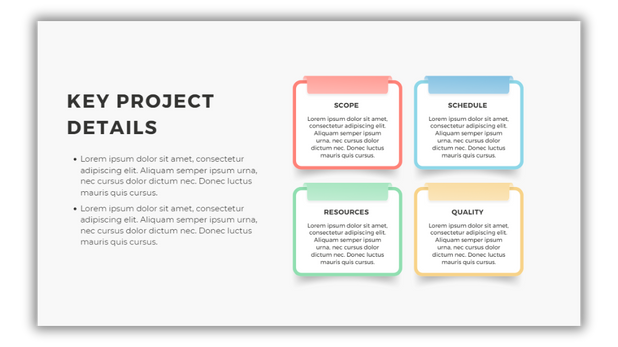 KEY PROJECT
DETAILS
• Lorem ipsum dolor sit amet, consectetur
adipiscing elit. Aliquam semper ipsum urna,
nec cursus dolor dictum nec. Donec luctus
mauris quis cursus.
• Lorem ipsum dolor sit amet, consectetur
adipiscing elit. Aliquam semper ipsum urna,
nec cursus dolor dictum nec. Donec luctus
mauris quis cursus.
SCOPE
Lorem ipsum dolor sit amet,
consectetur adipiscing elit.
Aliquam semper ipsum
urna, nec cursus dolor
dictum nec. Donec luctus
mauris quis cursus.
SCHEDULE
Lorem ipsum dolor sit amet,
consectetur adipiscing elit.
Aliquam semper ipsum
urna, nec cursus dolor
dictum nec. Donec luctus
mauris quis cursus.
RESOURCES
Lorem ipsum dolor sit amet,
consectetur adipiscing elit.
Aliquam semper ipsum
urna, nec cursus dolor
dictum nec. Donec luctus
mauris quis cursus.
QUALITY
Lorem ipsum dolor sit amet,
consectetur adipiscing elit.
Aliquam semper ipsum
urna, nec cursus dolor
dictum nec. Donec luctus
mauris quis cursus.